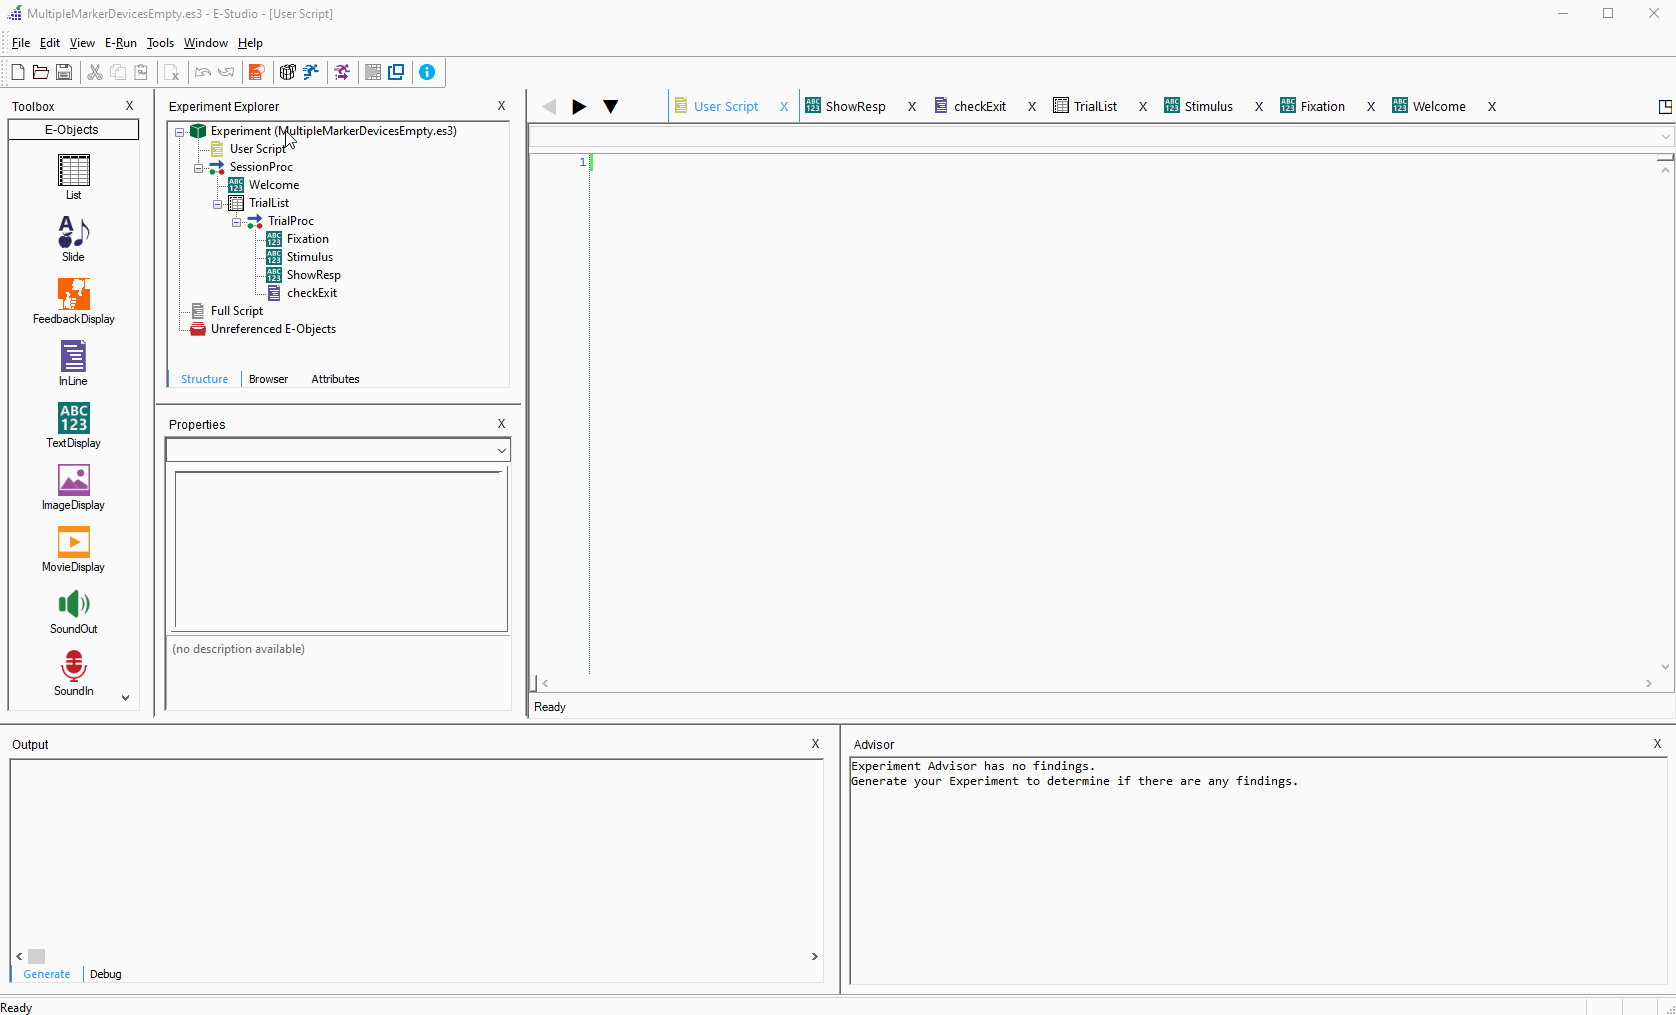 MultipleMarkerDevicesEmpty.es3 - E-Studio - [User Script]
File Edit View E-Run Tools Window Help
Toolbox X
E-Objects
List
Slide
FeedbackDisplay
InLine
ABC
123
TextDisplay
ImageDisplay
MovieDisplay
SoundOut
SoundIn
Experiment Explorer X
Experiment (MultipleMarkerDevicesEmpty.es3)
User Script
SessionProc
Welcome
TrialList
TrialProc
Fixation
Stimulus
ShowResp
checkExit
Full Script
Unreferenced E-Objects
Structure Browser Attributes
Properties X
(no description available)
User Script X ShowResp X checkExit X TrialList X Stimulus X Fixation X Welcome X
1
Ready
Output X
Generate Debug
Advisor X
Experiment Advisor has no findings.
Generate your Experiment to determine if there are any findings.
Ready